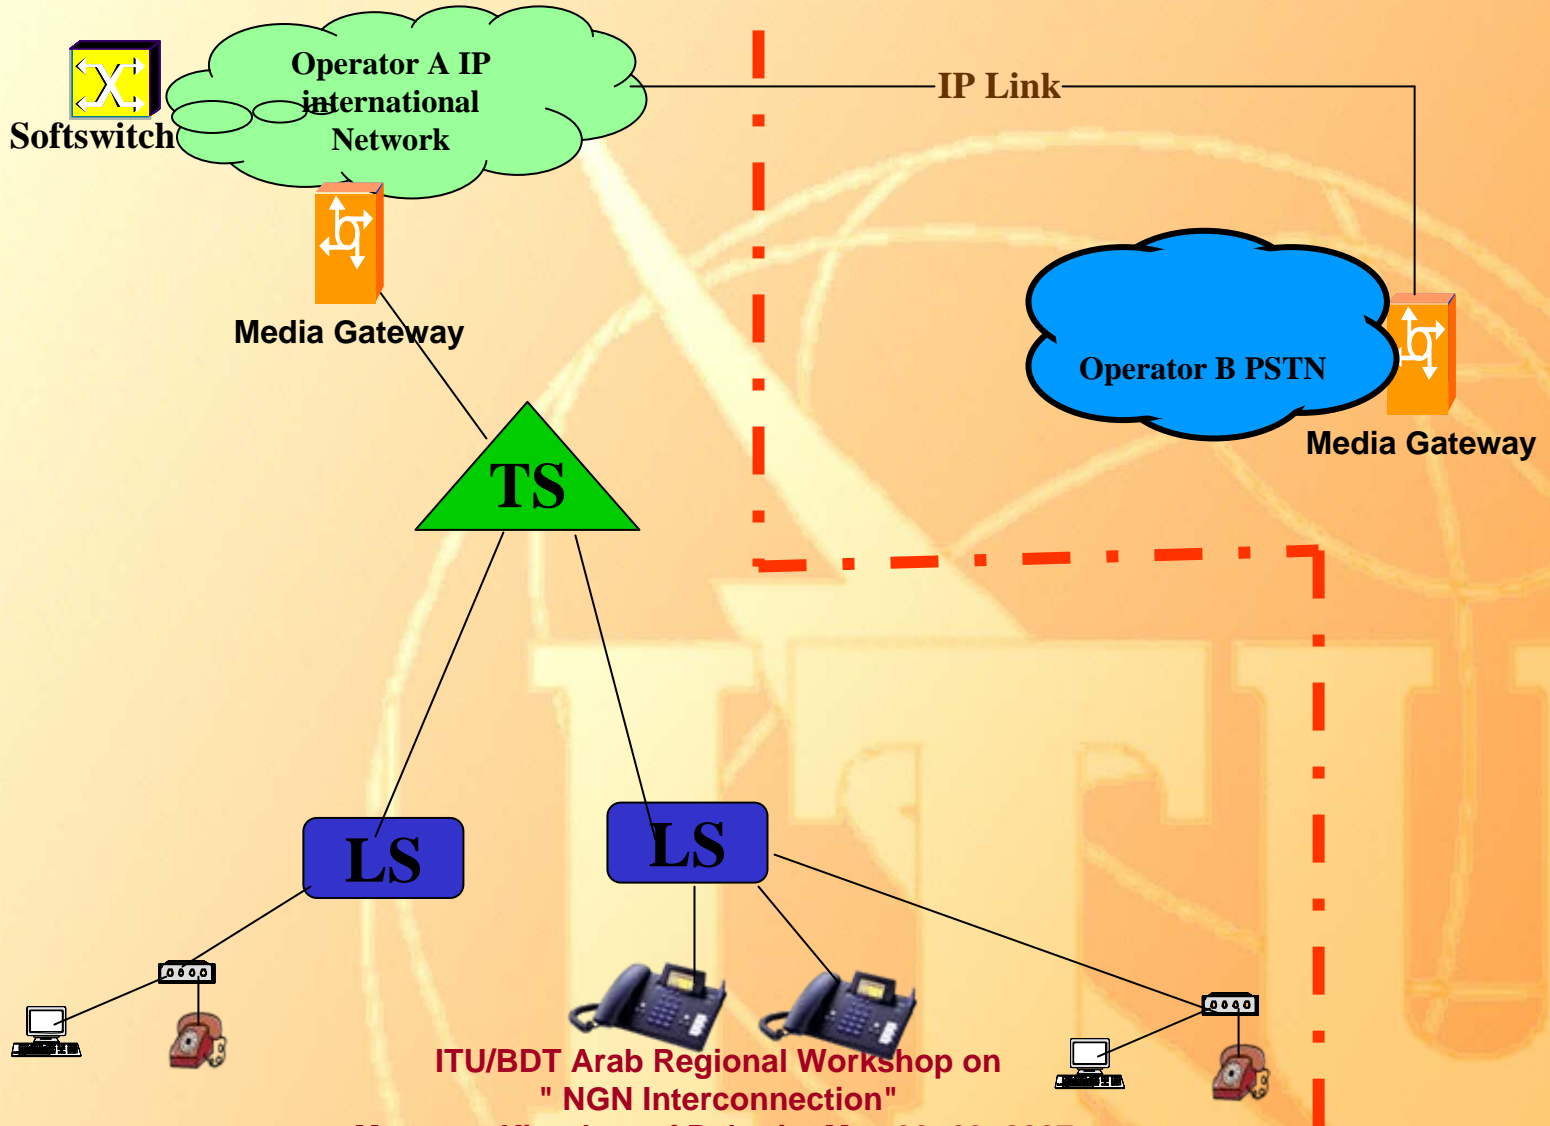 Operator A IP
international
Network
Softswitch
IP Link
Media Gateway
Operator B PSTN
Media Gateway
TS
LS
LS
ITU/BDT Arab Regional Workshop on
" NGN Interconnection"
ITU